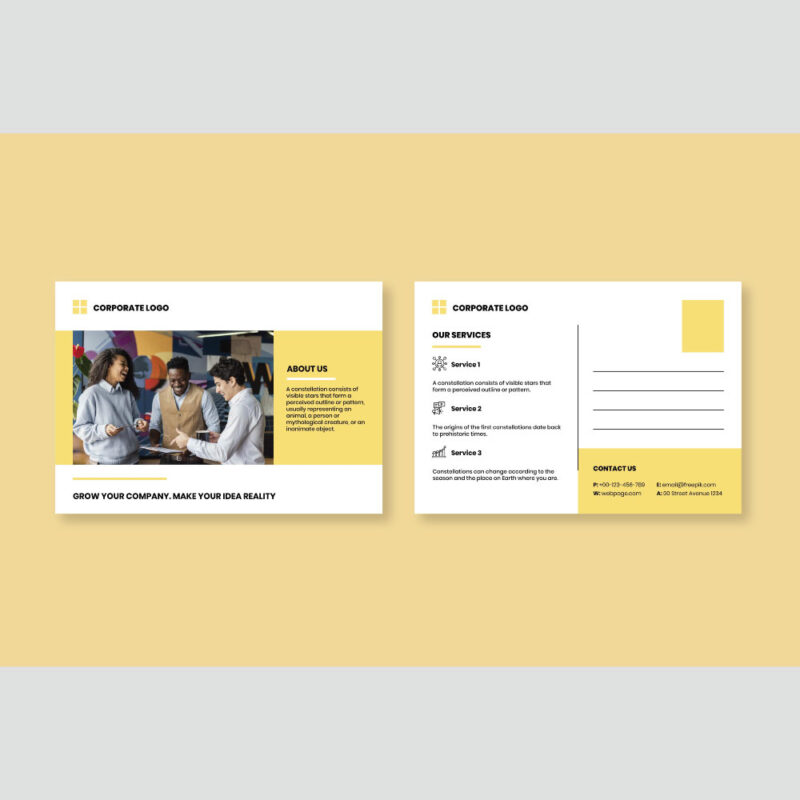 CORPORATE LOGO
ABOUT US
A constellation consists of
visible stars that form a
perceived outline or pattern,
usually representing an
animal, a person or
mythological creature, or an
inanimate object.
GROW YOUR COMPANY. MAKE YOUR IDEA REALITY
CORPORATE LOGO
OUR SERVICES
Service 1
A constallation consists of visible stars that
form a perceived outline or pattern.
Service 2
The origins of the first constellations date back
to prehistoric times.
Service 3
Constellations can change according to the
season and the place on Earth where you are.
CONTACT US
P: +00-123-456-789 E: email@freepik.com
W: webpage.com A: 00 Street Avenue 1234